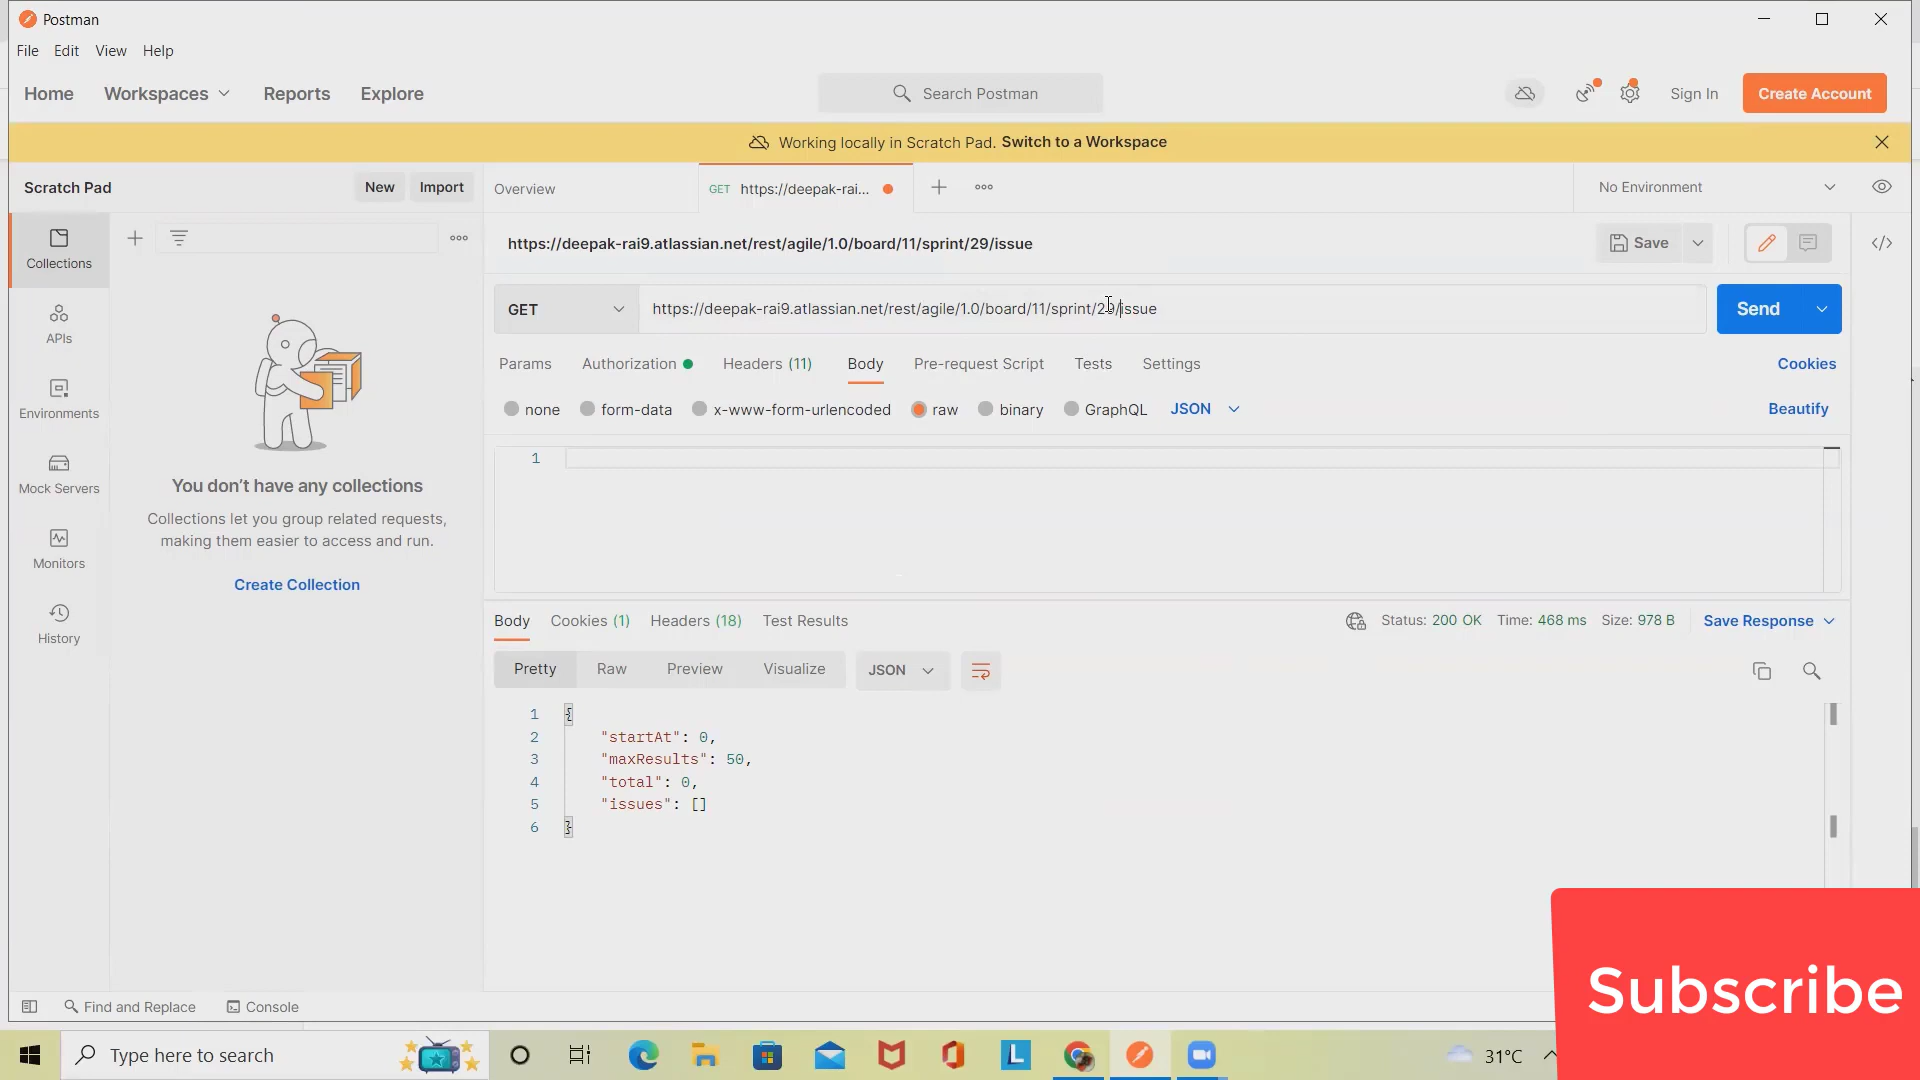 Postman
File Edit View Help
Home Workspaces Reports Explore Search Postman Sign In Create Account
Working locally in Scratch Pad. Switch to a Workspace
Scratch Pad New Import Overview GET https://deepak-rai... No Environment
https://deepak-rai9.atlassian.net/rest/agile/1.0/board/11/sprint/29/issue Save
GET https://deepak-rai9.atlassian.net/rest/agile/1.0/board/11/sprint/29/issue Send
Params Authorization Headers (11) Body Pre-request Script Tests Settings Cookies
none form-data x-www-form-urlencoded raw binary GraphQL JSON Beautify
1
Collections
APIs
Environments
Mock Servers
Monitors
History
You don't have any collections
Collections let you group related requests,
making them easier to access and run.
Create Collection
Body Cookies (1) Headers (18) Test Results Status: 200 OK Time: 468 ms Size: 978 B Save Response
Pretty Raw Preview Visualize JSON
1 {
2 "startAt": 0,
3 "maxResults": 50,
4 "total": 0,
5 "issues": []
6 }
Find and Replace Console
Subscribe
Type here to search 31°C